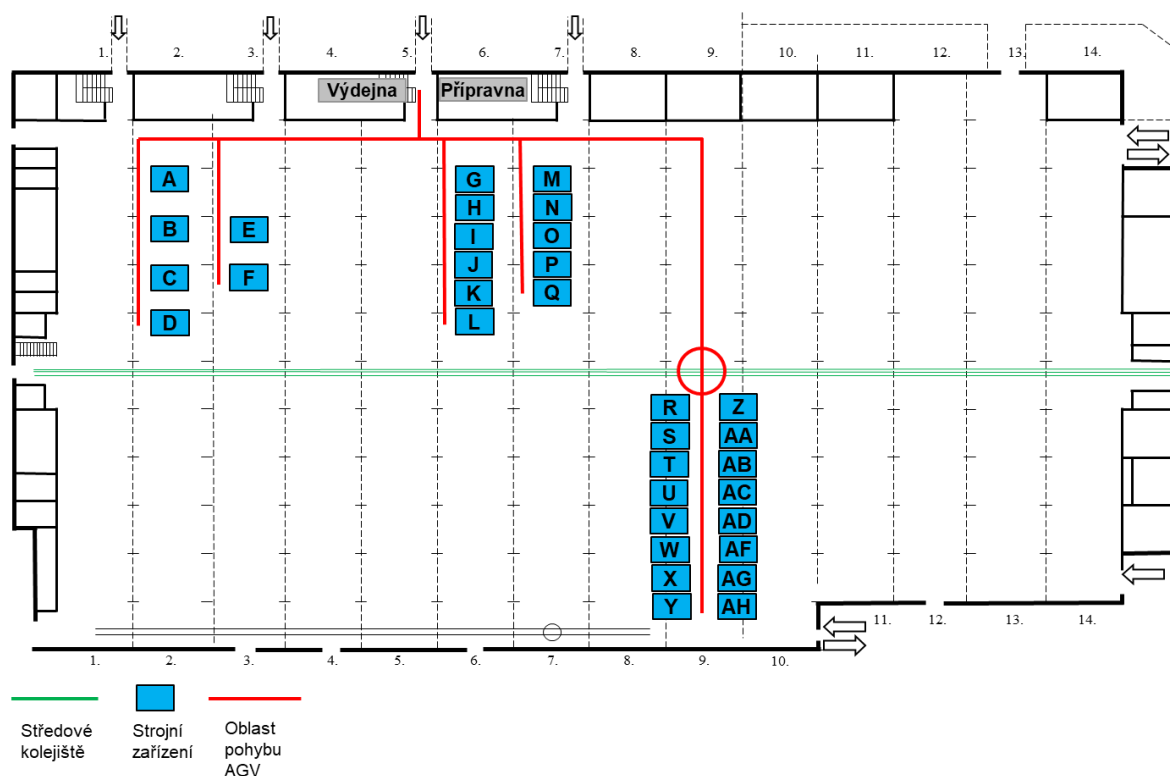 1. 2. 3. 4. 5. 6. 7. 8. 9. 10. 11. 12. 13. 14.
Výdejna Přípravna
A G M
H N
B E I O
C F J P
K Q
D L
R Z
S AA
T AB
U AC
V AD
W AF
X AG
Y AH
11. 12. 13. 14.
1. 2. 3. 4. 5. 6. 7. 8. 9. 10.
Středové
kolejiště
Strojní
zařízení
Oblast
pohybu
AGV